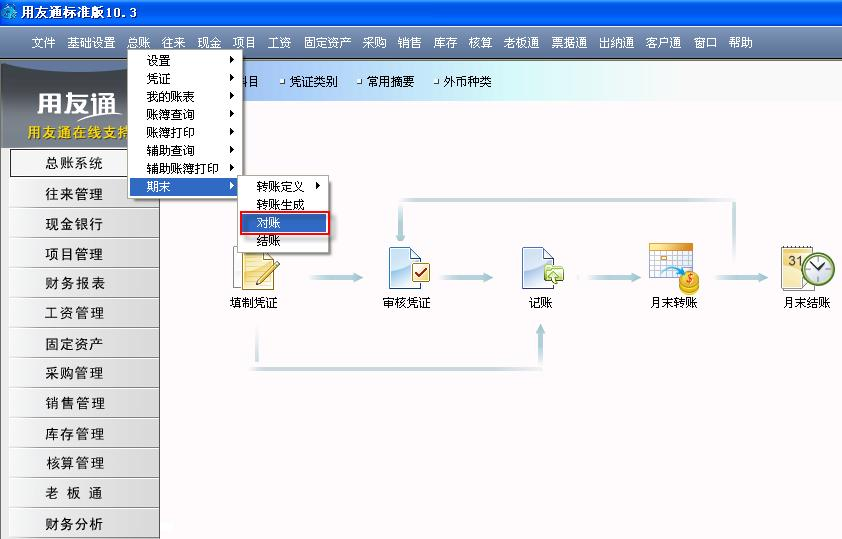 用友通标准版10.3
文件 基础设置 总账 往来 现金 项目 工资 固定资产 采购 销售 库存 核算 老板通 票据通 出纳通 客户通 窗口 帮助
设置
凭证
我的账表
账簿查询
账簿打印
辅助查询
辅助账簿打印
期末
转账定义
转账生成
对账
结账
科目 凭证类别 常用摘要 外币种类
用友通
用友通在线支持
总账系统
往来管理
现金银行
项目管理
财务报表
工资管理
固定资产
采购管理
销售管理
库存管理
核算管理
老板通
财务分析
填制凭证 审核凭证 记账 月末转账 月末结账
31